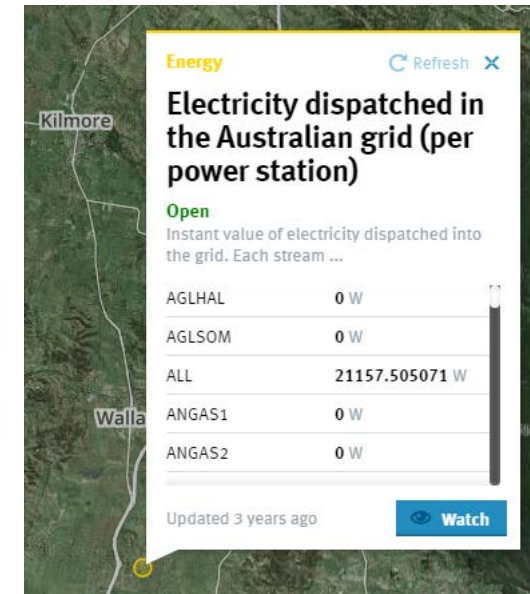 Kilmore
Energy
Refresh
Electricity dispatched in
the Australian grid (per
power station)
Open
Instant value of electricity dispatched into
the grid. Each stream ...
AGLHAL 0 W
AGLSOM 0 W
ALL 21157.505071 W
ANGAS1 0 W
ANGAS2 0 W
Walla
Updated 3 years ago
Watch